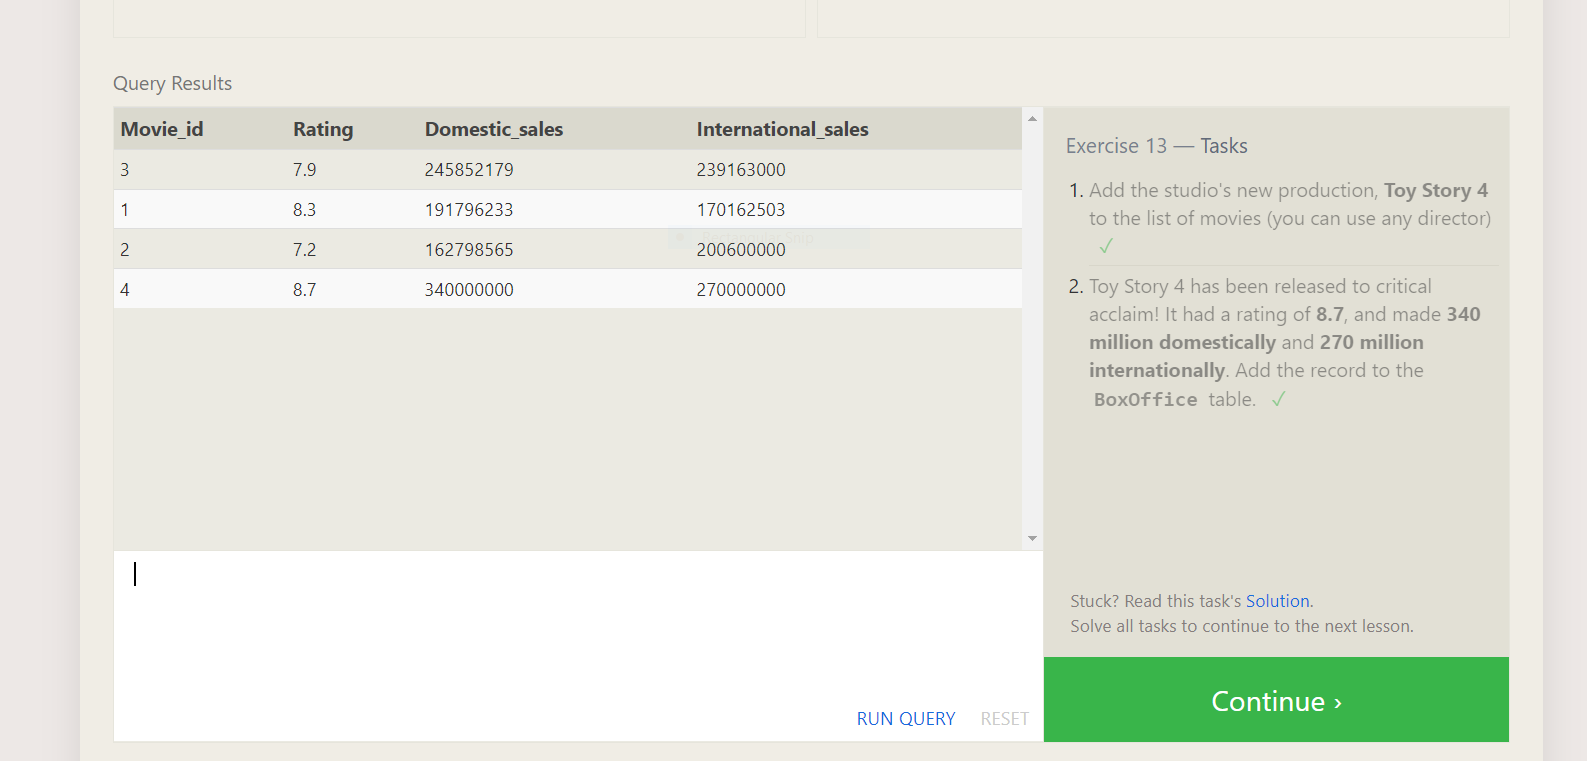 Query Results
Movie_id Rating Domestic_sales International_sales
3 7.9 245852179 239163000
1 8.3 191796233 170162503
2 7.2 162798565 200600000
4 8.7 340000000 270000000
Rectangular Snip
Exercise 13 — Tasks
1. Add the studio's new production, Toy Story 4
to the list of movies (you can use any director)
✓
2. Toy Story 4 has been released to critical
acclaim! It had a rating of 8.7, and made 340
million domestically and 270 million
internationally. Add the record to the
BoxOffice table. ✓
Stuck? Read this task's Solution.
Solve all tasks to continue to the next lesson.
RUN QUERY RESET
Continue ›